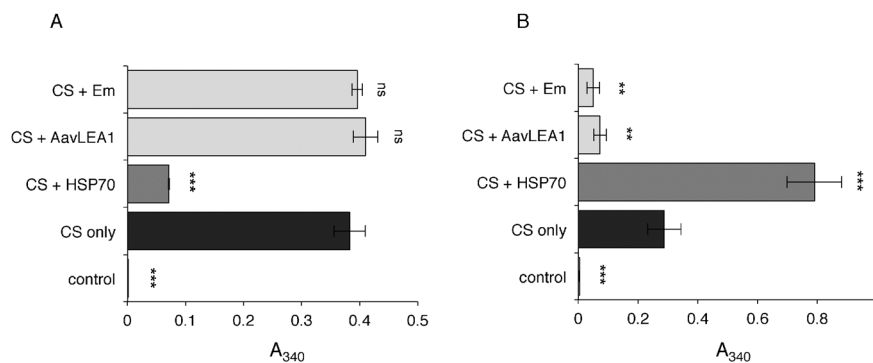 A
CS + Em
ns
CS + AavLEA1
ns
CS + HSP70
***
CS only
control
***
0
0.1
0.2
0.3
0.4
0.5
A340
B
CS + Em
**
CS + AavLEA1
**
CS + HSP70
***
CS only
control
***
0
0.2
0.4
0.6
0.8
A340